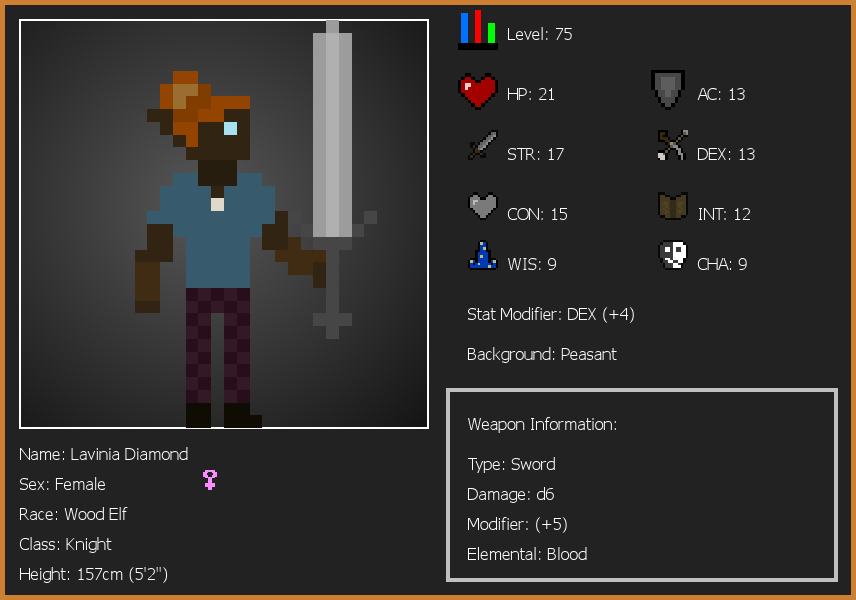 Level: 75
HP: 21
AC: 13
STR: 17
DEX: 13
CON: 15
INT: 12
WIS: 9
CHA: 9
Stat Modifier: DEX (+4)
Background: Peasant
Weapon Information:
Type: Sword
Damage: d6
Modifier: (+5)
Elemental: Blood
Name: Lavinia Diamond
Sex: Female
Race: Wood Elf
Class: Knight
Height: 157cm (5'2")